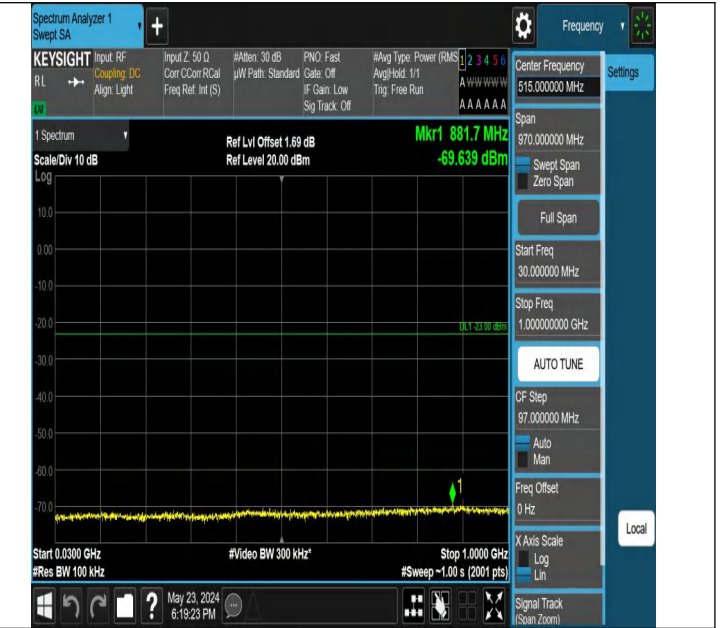 Spectrum Analyzer 1
Swept SA
+
Frequency
KEYSIGHT
RL
LXI
Input: RF
Coupling: DC
Align: Light
Input Z: 50 Ω
Corr CCorr RCal
Freq Ref: Int (S)
#Atten: 30 dB
µW Path: Standard
PNO: Fast
Gate: Off
IF Gain: Low
Sig Track: Off
#Avg Type: Power (RMS
Avg|Hold: 1/1
Trig: Free Run
1 2 3 4 5 6
A W W W W W
A A A A A A
Center Frequency
515.000000 MHz
Settings
Span
970.000000 MHz
Swept Span
Zero Span
Full Span
Start Freq
30.000000 MHz
Stop Freq
1.000000000 GHz
AUTO TUNE
CF Step
97.000000 MHz
Auto
Man
Freq Offset
0 Hz
X Axis Scale
Log
Lin
Signal Track
(Span Zoom)
Local
1 Spectrum
Scale/Div 10 dB
Log
Ref Lvl Offset 1.69 dB
Ref Level 20.00 dBm
Mkr1 881.7 MHz
-69.639 dBm
10.0
0.00
-10.0
-20.0
DL1 -23.00 dBm
-30.0
-40.0
-50.0
-60.0
-70.0
1
Start 0.0300 GHz
#Video BW 300 kHz*
Stop 1.0000 GHz
#Res BW 100 kHz
#Sweep ~1.00 s (2001 pts)
?
May 23, 2024
6:19:23 PM